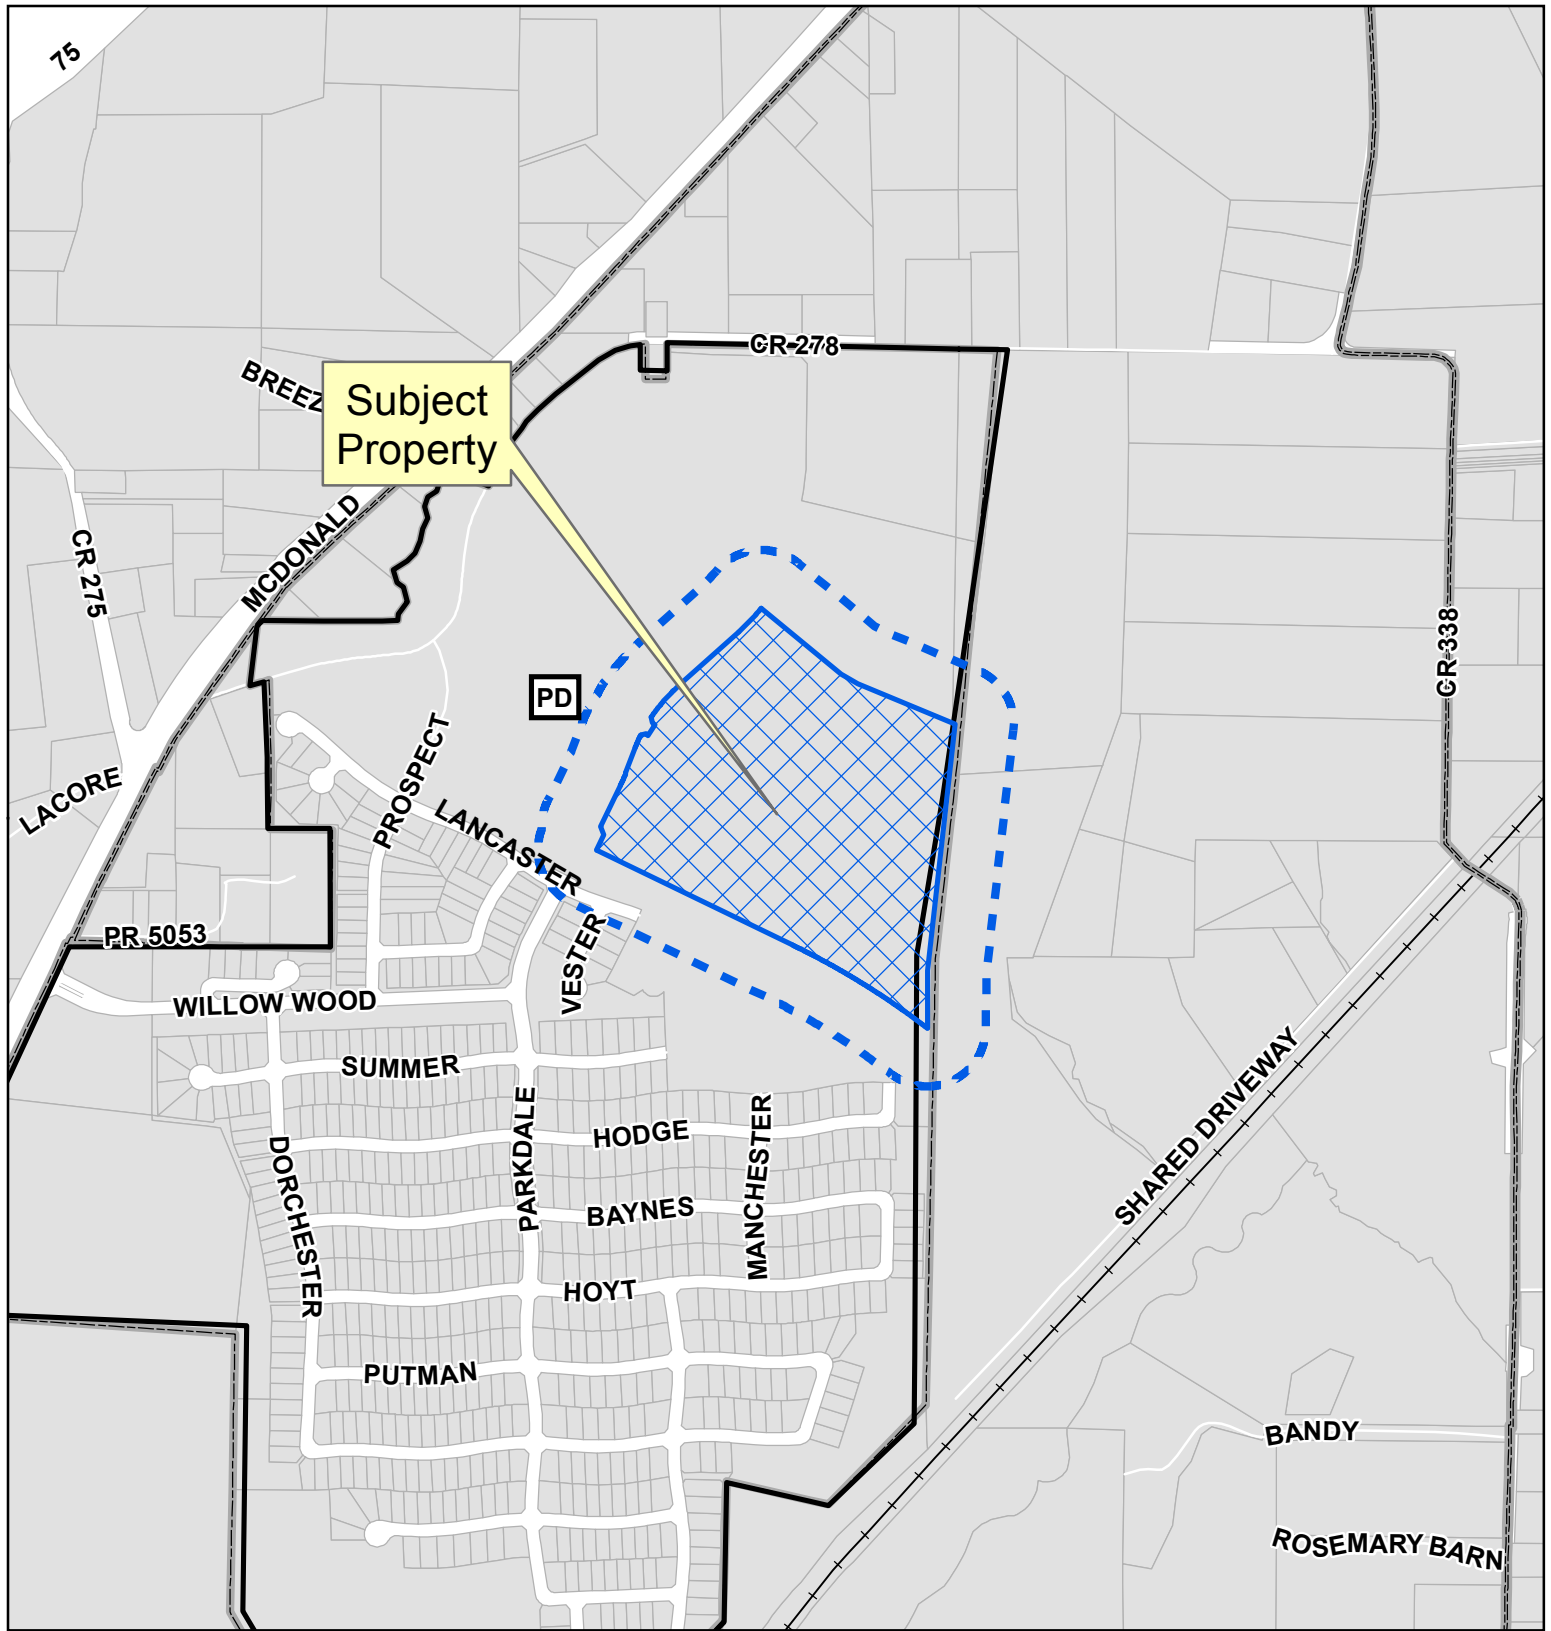 75
CR 278
BREEZ
Subject
Property
MCDONALD
CR 275
CR 338
PD
PROSPECT
LACORE
LANCASTER
PR 5053
VESTER
WILLOW WOOD
SUMMER
SHARED DRIVEWAY
PARKDALE
MANCHESTER
HODGE
DORCHESTER
BAYNES
HOYT
PUTMAN
BANDY
ROSEMARY BARN